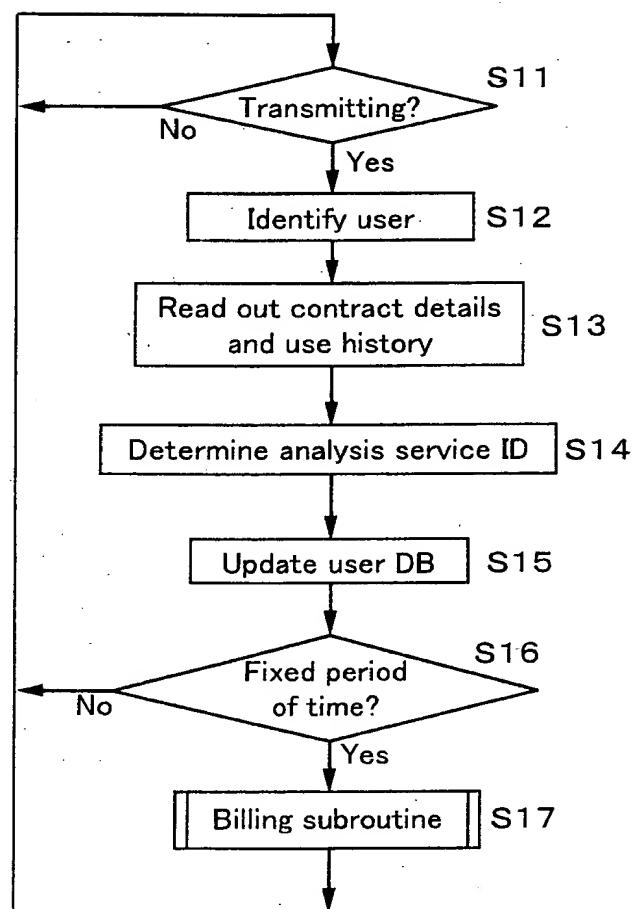 S11
Transmitting?
No
Yes
Identify user
S12
Read out contract details
and use history
S13
Determine analysis service ID
S14
Update user DB
S15
S16
Fixed period
of time?
No
Yes
Billing subroutine
S17